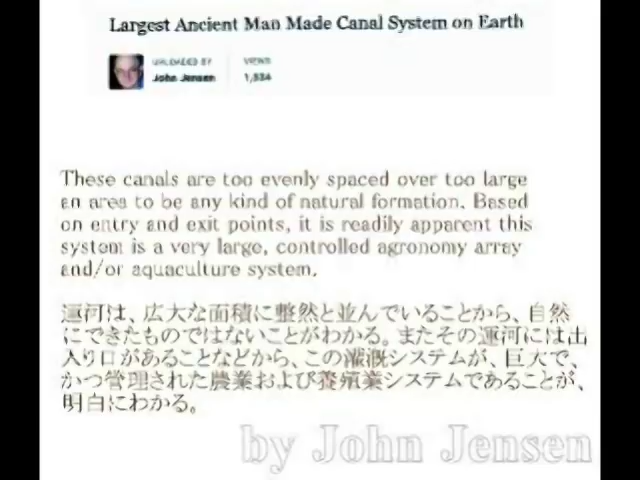 Largest Ancient Man Made Canal System on Earth
UPLOADED BY
VIEWS
John Jensen
1,534
These canals are too evenly spaced over too large
an area to be any kind of natural formation. Based
on entry and exit points, it is readily apparent this
system is a very large, controlled agronomy array
and/or aquaculture system.
運河は、広大な面積に整然と並んでいることから、自然
にできたものではないことがわかる。またその運河には出
入り口があることなどから、この灌漑システムが、巨大で、
かつ管理された農業および養殖業システムであることが、
明白にわかる。
by John Jensen